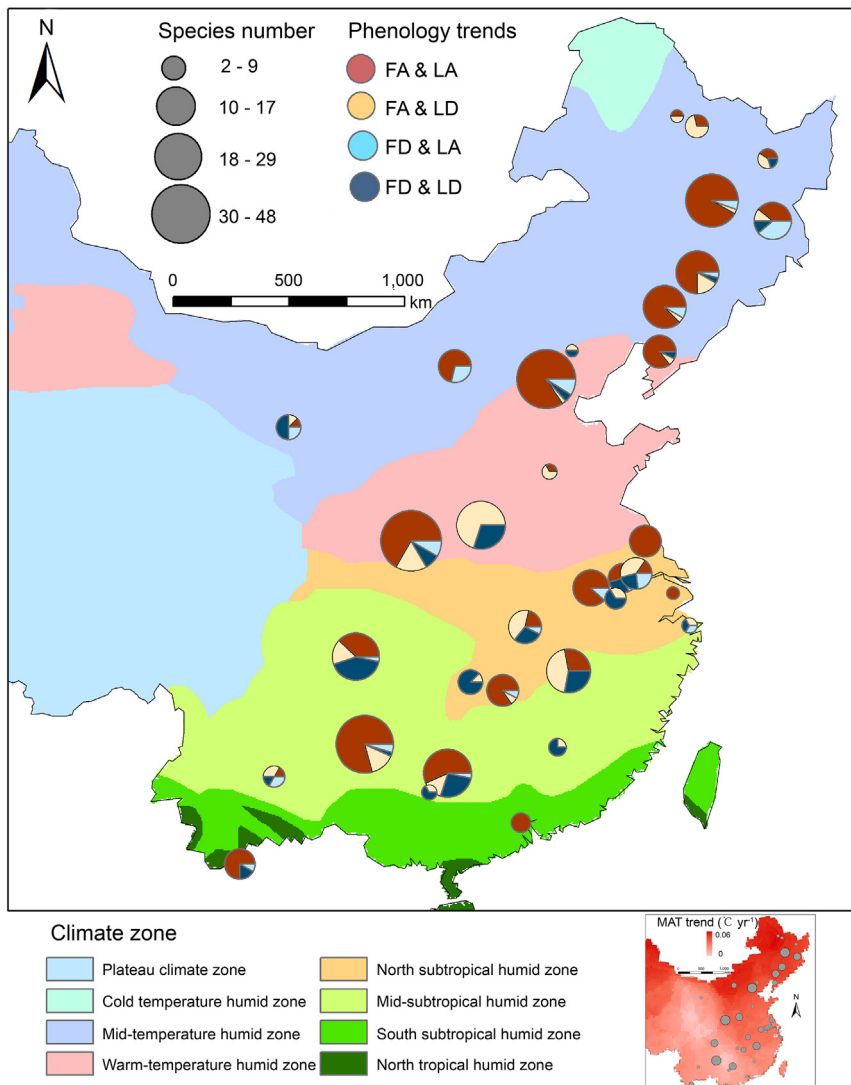 N
Species number
2 - 9
10 - 17
18 - 29
30 - 48
Phenology trends
FA & LA
FA & LD
FD & LA
FD & LD
0 500 1,000
km
Climate zone
Plateau climate zone
Cold temperature humid zone
Mid-temperature humid zone
Warm-temperature humid zone
North subtropical humid zone
Mid-subtropical humid zone
South subtropical humid zone
North tropical humid zone
MAT trend (℃ yr⁻¹)
0.06
0
N